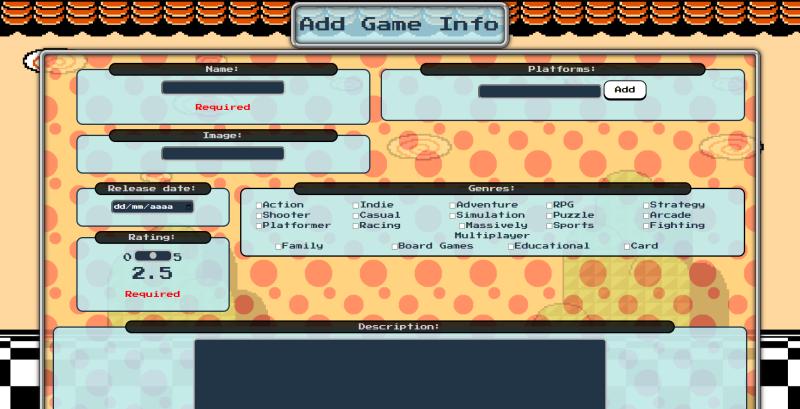 Add Game Info
Name:
Required
Platforms:
Add
Image:
Release date:
dd/mm/aaaa
Rating:
0 5
2.5
Required
Genres:
Action Indie Adventure RPG Strategy
Shooter Casual Simulation Puzzle Arcade
Platformer Racing Massively Sports Fighting
Multiplayer
Family Board Games Educational Card
Description: